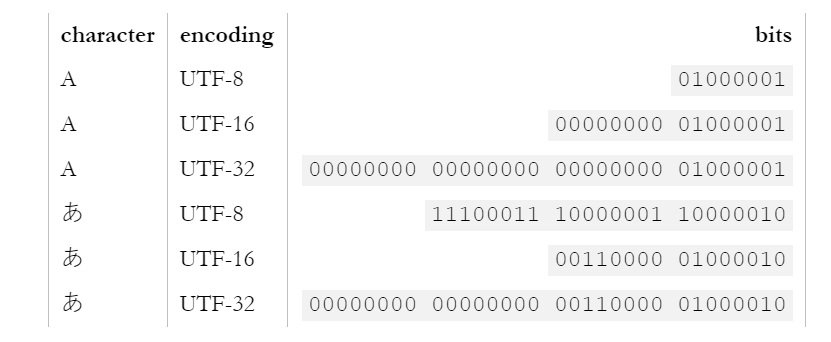 character encoding bits
A UTF-8 01000001
A UTF-16 00000000 01000001
A UTF-32 00000000 00000000 00000000 01000001
あ UTF-8 11100011 10000001 10000010
あ UTF-16 00110000 01000010
あ UTF-32 00000000 00000000 00110000 01000010